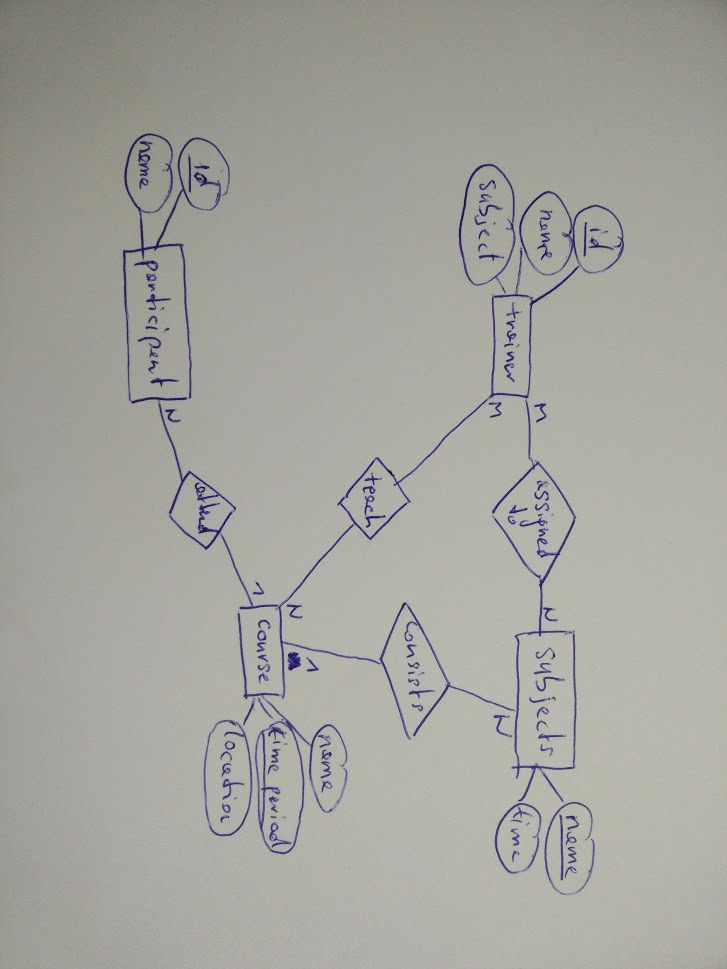 id
name
subject
trainer
M
assigned
to
N
subjects
name
time
M
N
teach
consists
N
1
name
time period
location
course
1
attend
id
name
participent
N